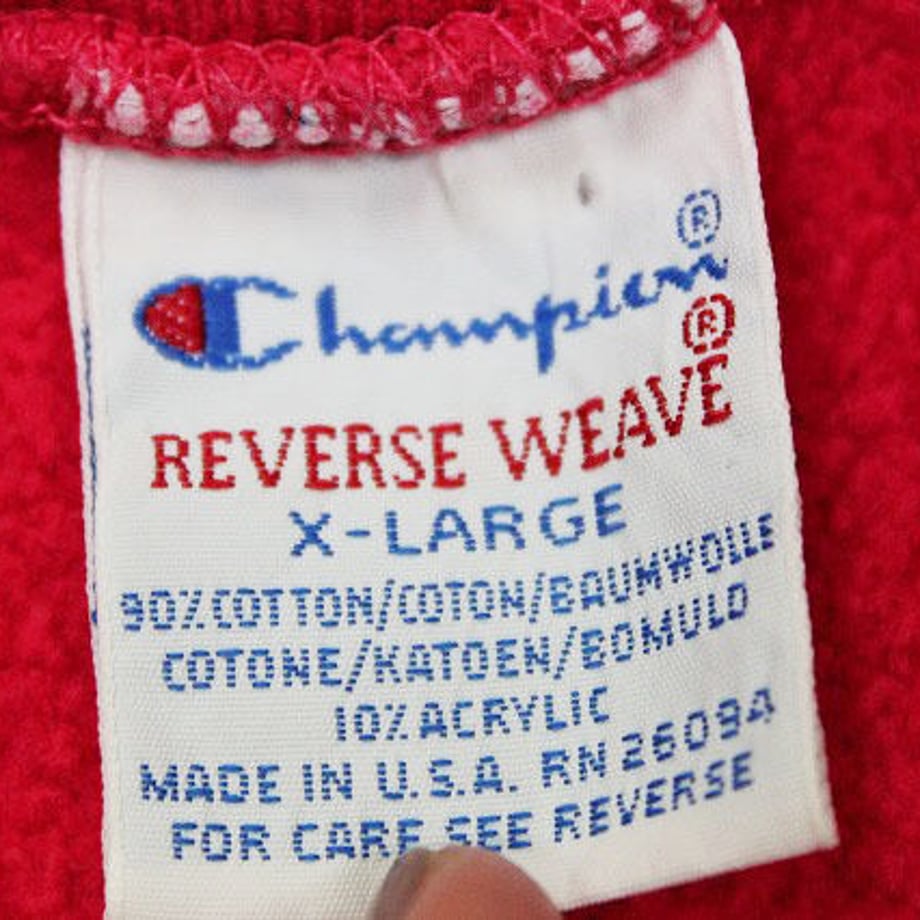 Champion®
REVERSE WEAVE®
X-LARGE
90% COTTON/COTON/BAUMWOLLE
COTONE/KATOEN/BOMULD
10% ACRYLIC
MADE IN U.S.A. RN 26094
FOR CARE SEE REVERSE